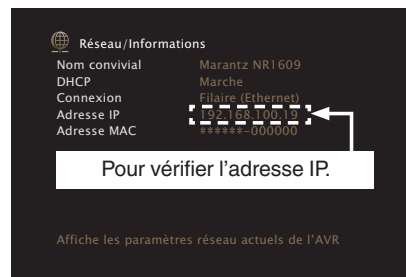 Réseau/Informations
Nom convivial Marantz NR1609
DHCP Marche
Connexion Filaire (Ethernet)
Adresse IP 192.168.100.19
Adresse MAC ******-000000
Pour vérifier l'adresse IP.
Affiche les paramètres réseau actuels de l'AVR